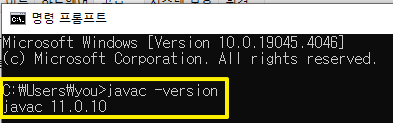 명령 프롬프트
Microsoft Windows [Version 10.0.19045.4046]
(c) Microsoft Corporation. All rights reserved.
C:₩Users₩you>javac -version
javac 11.0.10